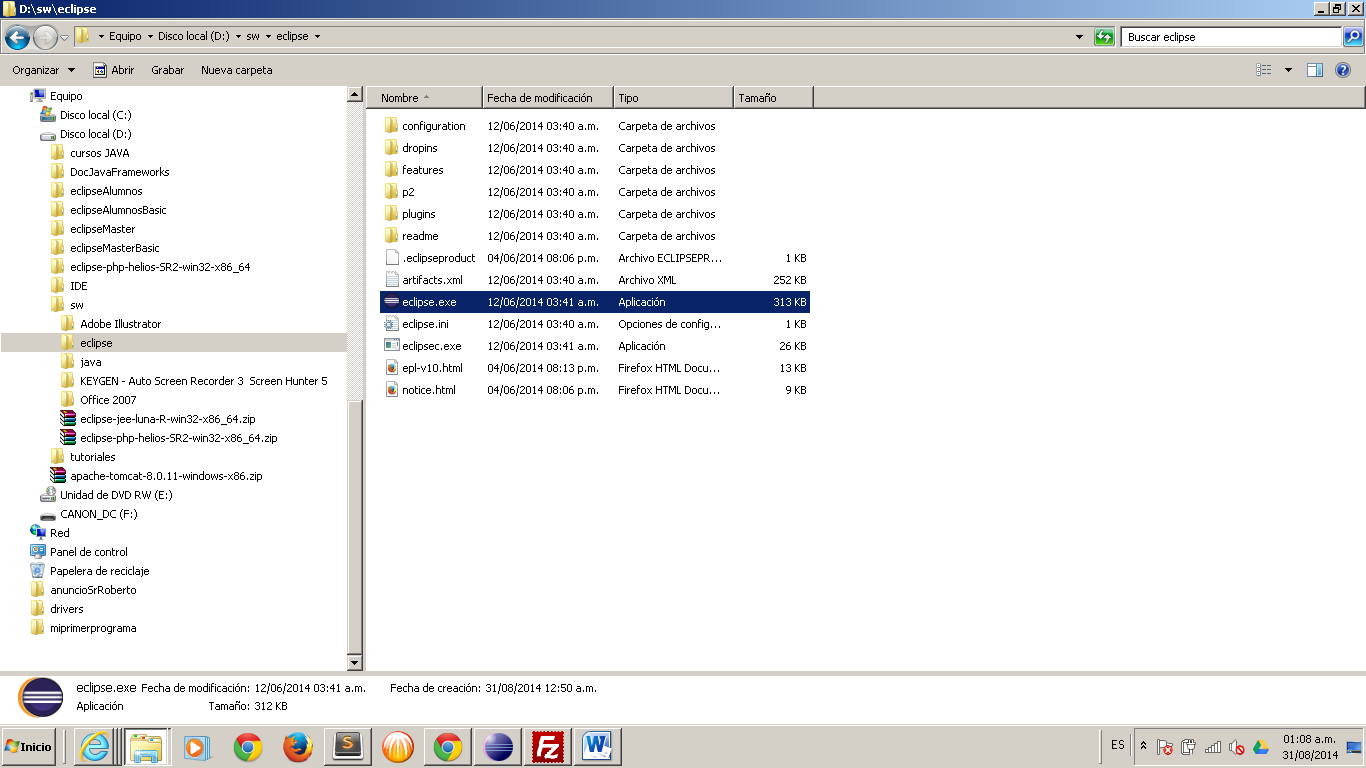 D:\sw\eclipse
Equipo Disco local (D:) sw eclipse
Buscar eclipse
Organizar Abrir Grabar Nueva carpeta
Equipo
Disco local (C:)
Disco local (D:)
cursos JAVA
DocJavaFrameworks
eclipseAlumnos
eclipseAlumnosBasic
eclipseMaster
eclipseMasterBasic
eclipse-php-helios-SR2-win32-x86_64
IDE
sw
Adobe Illustrator
eclipse
java
KEYGEN - Auto Screen Recorder 3 Screen Hunter 5
Office 2007
eclipse-jee-luna-R-win32-x86_64.zip
eclipse-php-helios-SR2-win32-x86_64.zip
tutoriales
apache-tomcat-8.0.11-windows-x86.zip
Unidad de DVD RW (E:)
CANON_DC (F:)
Red
Panel de control
Papelera de reciclaje
anuncioSrRoberto
drivers
miprimerprograma
Nombre Fecha de modificación Tipo Tamaño
configuration 12/06/2014 03:40 a.m. Carpeta de archivos
dropins 12/06/2014 03:40 a.m. Carpeta de archivos
features 12/06/2014 03:40 a.m. Carpeta de archivos
p2 12/06/2014 03:40 a.m. Carpeta de archivos
plugins 12/06/2014 03:40 a.m. Carpeta de archivos
readme 12/06/2014 03:40 a.m. Carpeta de archivos
.eclipseproduct 04/06/2014 08:06 p.m. Archivo ECLIPSEPR... 1 KB
artifacts.xml 12/06/2014 03:40 a.m. Archivo XML 252 KB
eclipse.exe 12/06/2014 03:41 a.m. Aplicación 313 KB
eclipse.ini 12/06/2014 03:40 a.m. Opciones de config... 1 KB
eclipsec.exe 12/06/2014 03:41 a.m. Aplicación 26 KB
epl-v10.html 04/06/2014 08:13 p.m. Firefox HTML Docu... 13 KB
notice.html 04/06/2014 08:06 p.m. Firefox HTML Docu... 9 KB
eclipse.exe Fecha de modificación: 12/06/2014 03:41 a.m. Fecha de creación: 31/08/2014 12:50 a.m.
Aplicación Tamaño: 312 KB
Inicio
ES
01:08 a.m.
31/08/2014